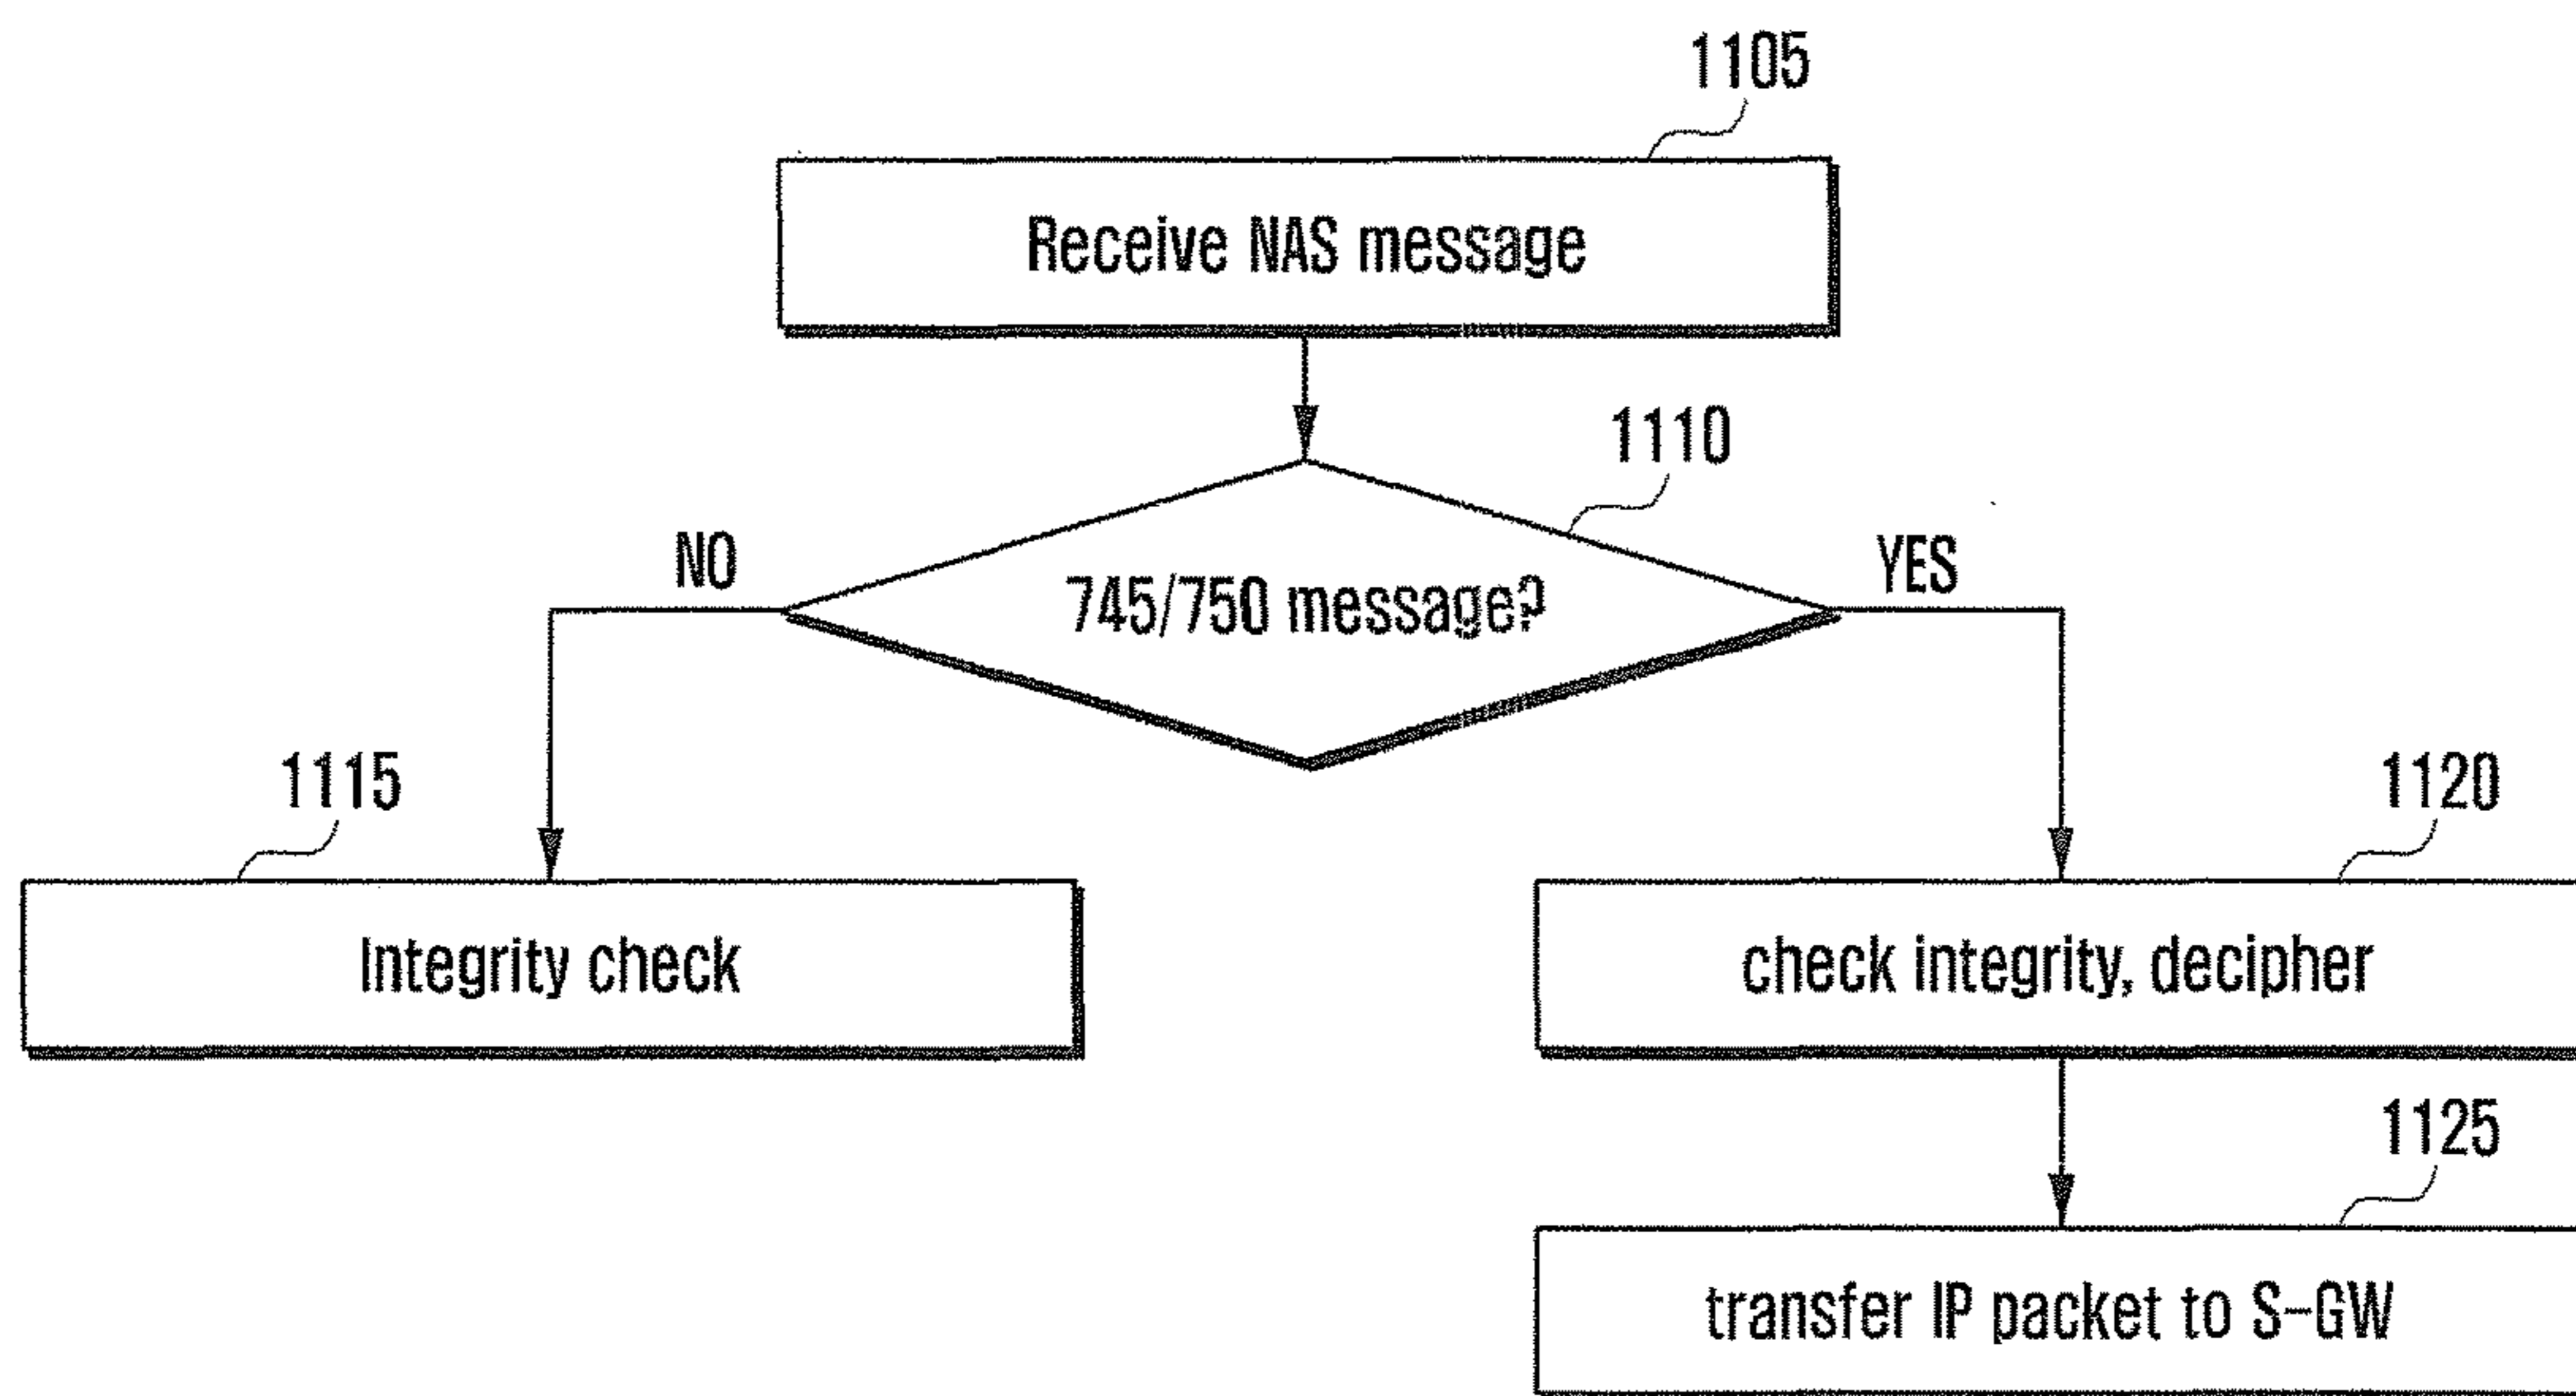 1105
Receive NAS message
1110
NO
YES
745/750 message?
1115
1120
Integrity check
check integrity, decipher
1125
transfer IP packet to S-GW